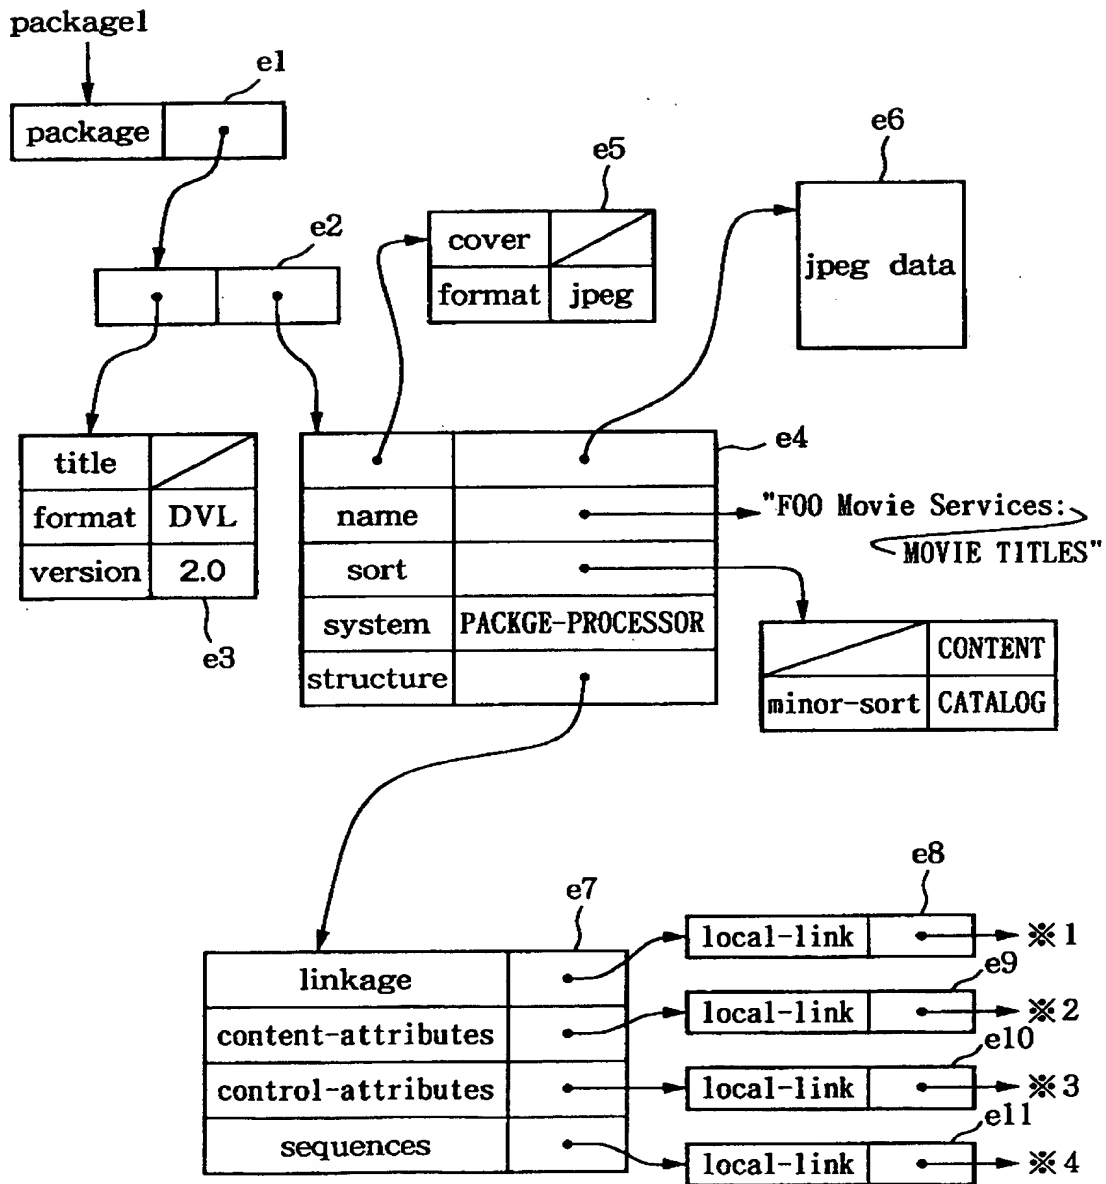 package1
e1
package
e6
e5
e2
cover
format jpeg
jpeg data
e4
title
format DVL
version 2.0
e3
name
"FOO Movie Services:
MOVIE TITLES"
sort
system PACKGE-PROCESSOR
structure
CONTENT
minor-sort CATALOG
e8
e7
linkage
local-link
※1
e9
content-attributes
local-link
※2
e10
control-attributes
local-link
※3
e11
sequences
local-link
※4